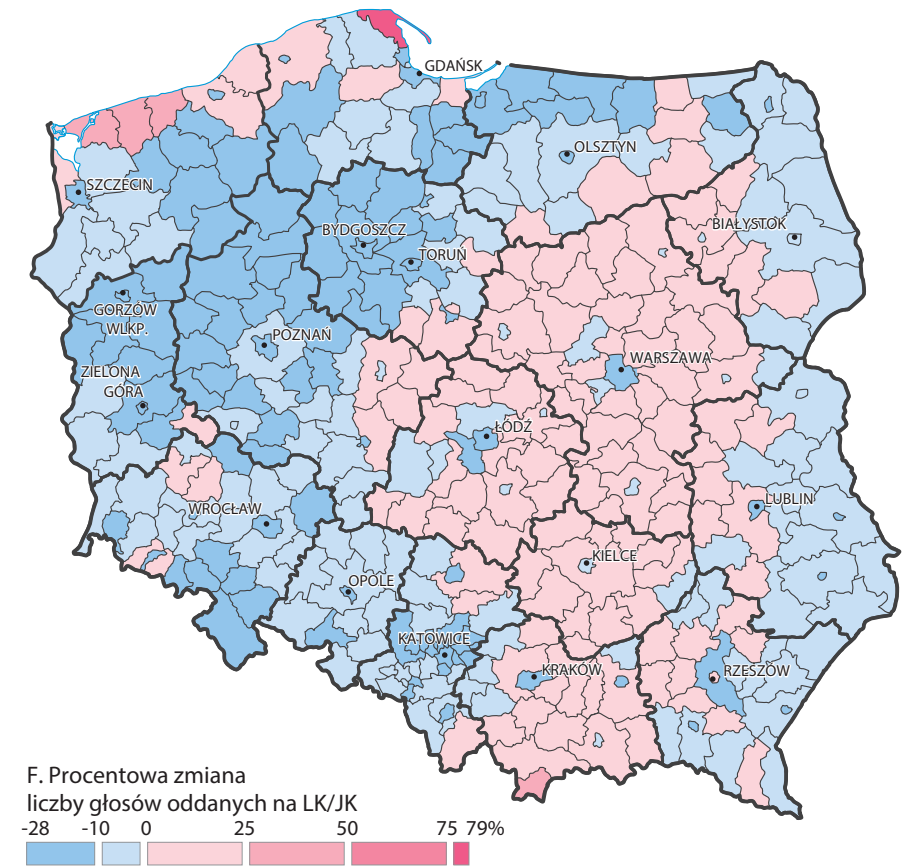 GDAŃSK
OLSZTYN
SZCZECIN
BIAŁYSTOK
BYDGOSZCZ
TORUŃ
GORZÓW
WLKP.
POZNAŃ
WARSZAWA
ZIELONA
GÓRA
ŁÓDŹ
WROCŁAW
LUBLIN
KIELCE
OPOLE
KATOWICE
KRAKÓW
RZESZÓW
F. Procentowa zmiana
liczby głosów oddanych na LK/JK
-28 -10 0 25 50 75 79%